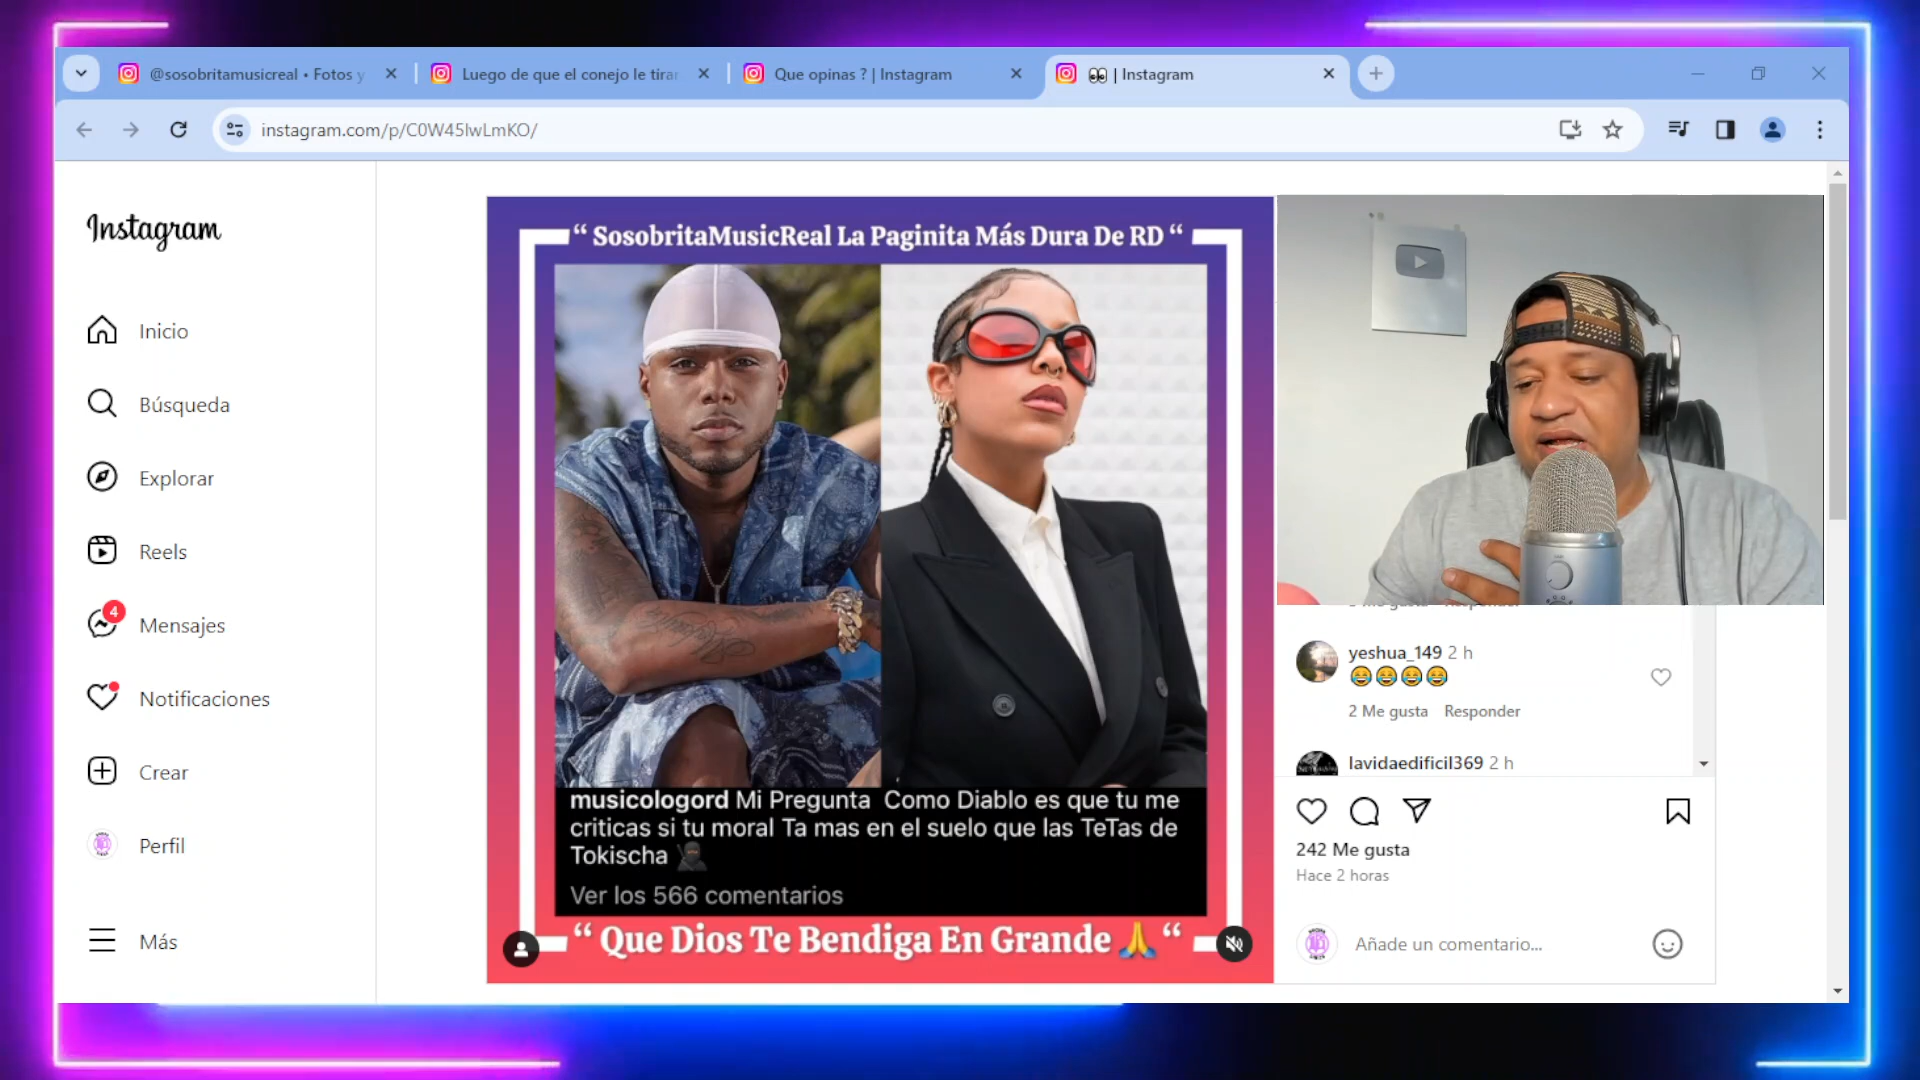 @sosobritamusicreal • Fotos y
Luego de que el conejo le tirar
Que opinas ? | Instagram
👀 | Instagram
instagram.com/p/C0W45lwLmKO/
Instagram
Inicio
Búsqueda
Explorar
Reels
4
Mensajes
Notificaciones
Crear
Perfil
Más
“ SosobritaMusicReal La Paginita Más Dura De RD “
musicologord Mi Pregunta Como Diablo es que tu me
criticas si tu moral Ta mas en el suelo que las TeTas de
Tokischa 🥷
Ver los 566 comentarios
“ Que Dios Te Bendiga En Grande 🙏 “
yeshua_149 2 h
😂😂😂😂
2 Me gusta Responder
lavidaedificil369 2 h
242 Me gusta
Hace 2 horas
Añade un comentario...